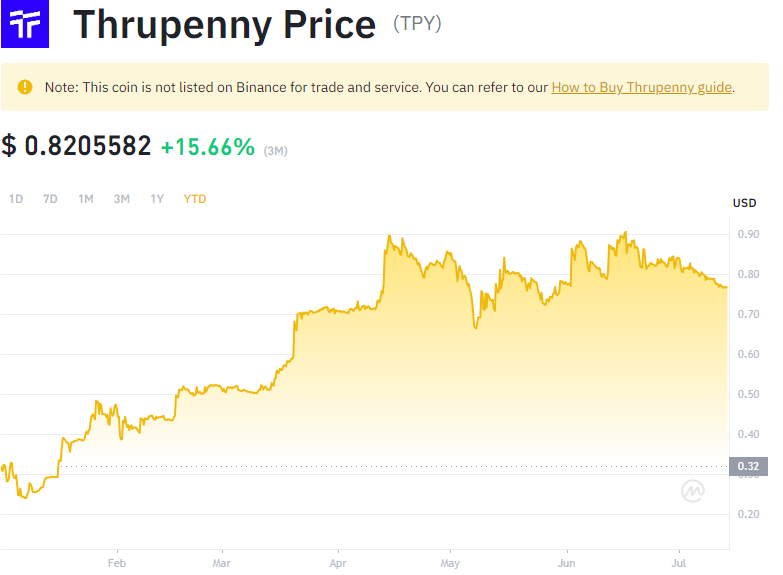 Thrupenny Price (TPY)
Note: This coin is not listed on Binance for trade and service. You can refer to our How to Buy Thrupenny guide.
$ 0.8205582 +15.66% (3M)
1D 7D 1M 3M 1Y YTD
USD
0.90
0.80
0.70
0.60
0.50
0.40
0.32
0.20
Feb Mar Apr May Jun Jul